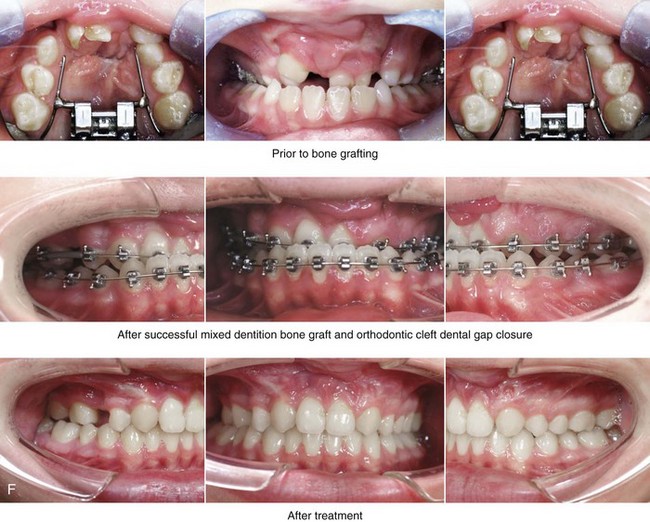 Prior to bone grafting
After successful mixed dentition bone graft and orthodontic cleft dental gap closure
F
After treatment